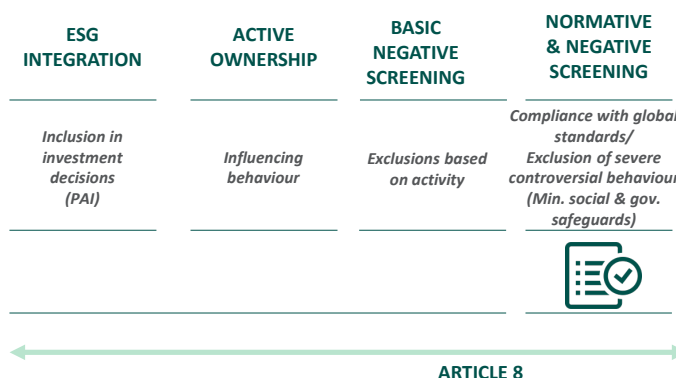 ESG
INTEGRATION
ACTIVE
OWNERSHIP
BASIC
NEGATIVE
SCREENING
NORMATIVE
& NEGATIVE
SCREENING
Inclusion in
investment
decisions
(PAI)
Influencing
behaviour
Exclusions based
on activity
Compliance with global
standards/
Exclusion of severe
controversial behaviour
(Min. social & gov.
safeguards)
ARTICLE 8